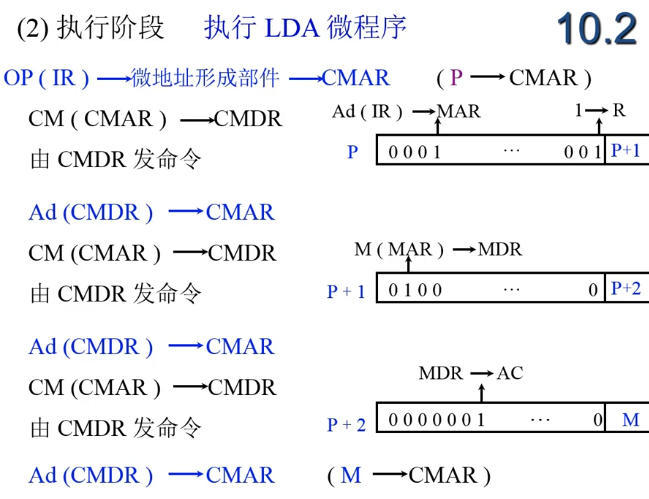 (2) 执行阶段 执行 LDA 微程序 10.2
OP ( IR ) → 微地址形成部件 → CMAR ( P → CMAR )
CM ( CMAR ) → CMDR
Ad ( IR ) → MAR 1 → R
由 CMDR 发命令
P 0 0 0 1 ··· 0 0 1 P+1
Ad (CMDR ) → CMAR
CM (CMAR ) → CMDR
M ( MAR ) → MDR
由 CMDR 发命令
P + 1 0 1 0 0 ··· 0 P+2
Ad (CMDR ) → CMAR
MDR → AC
CM (CMAR ) → CMDR
由 CMDR 发命令
P + 2 0 0 0 0 0 0 1 ··· 0 M
Ad (CMDR ) → CMAR ( M → CMAR )